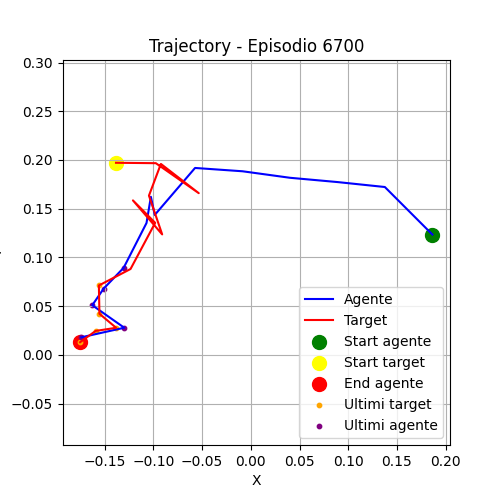 Trajectory - Episodio 6700
0.30
0.25
0.20
0.15
0.10
0.05
0.00
−0.05
−0.15
−0.10
−0.05
0.00
0.05
0.10
0.15
0.20
X
Agente
Target
Start agente
Start target
End agente
Ultimi target
Ultimi agente